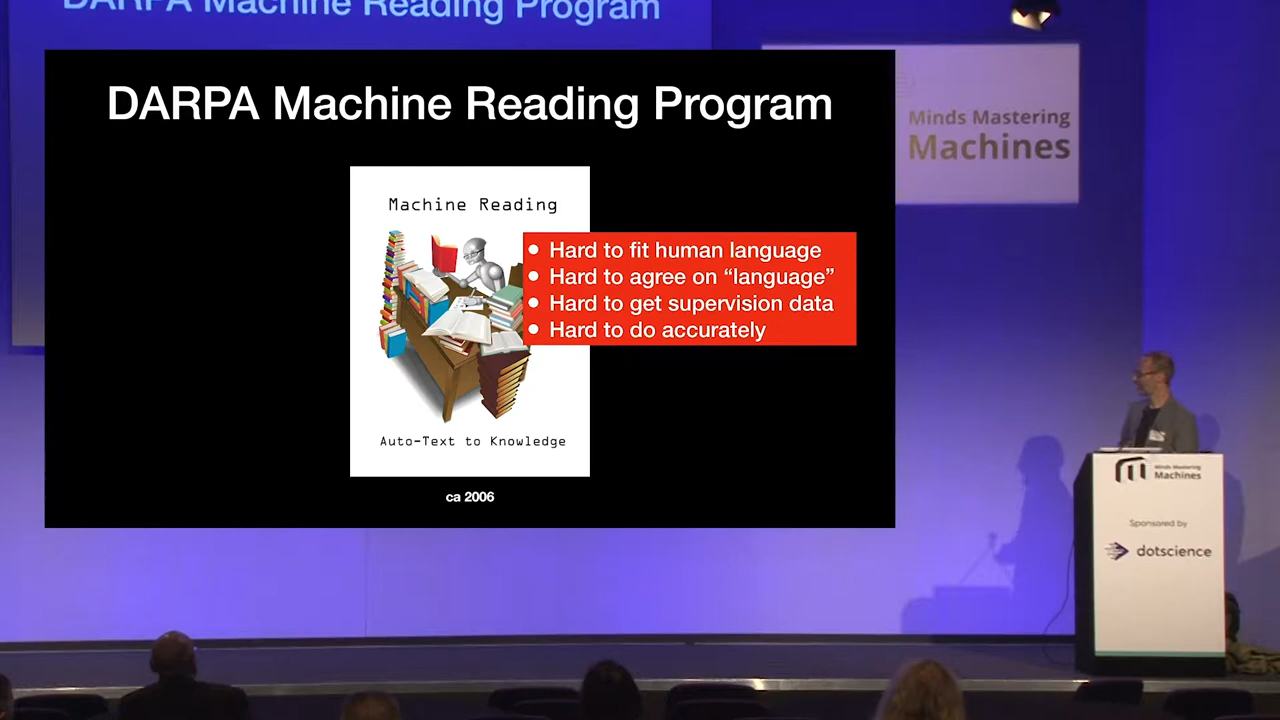 DARPA Machine Reading Program
DARPA Machine Reading Program
Machine Reading
• Hard to fit human language
• Hard to agree on “language”
• Hard to get supervision data
• Hard to do accurately
Auto-Text to Knowledge
ca 2006
Minds Mastering
Machines
Minds Mastering
Machines
Sponsored by
dotscience